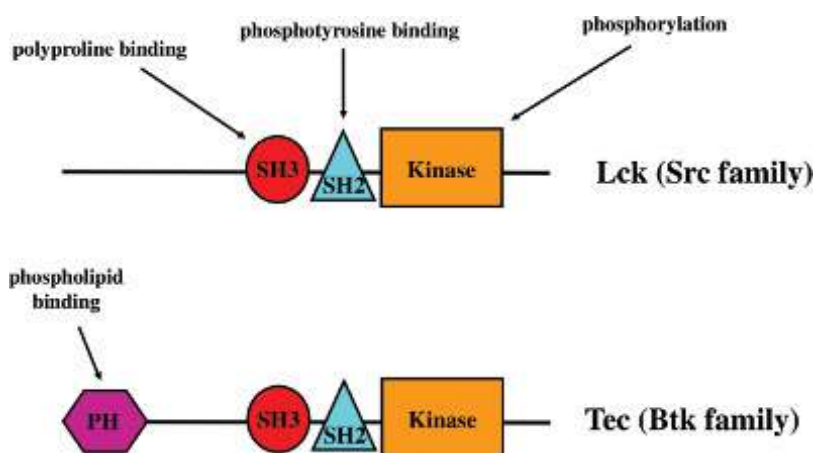 phosphotyrosine binding
phosphorylation
polyproline binding
SH3
SH2
Kinase
Lck (Src family)
phospholipid
binding
PH
SH3
SH2
Kinase
Tec (Btk family)